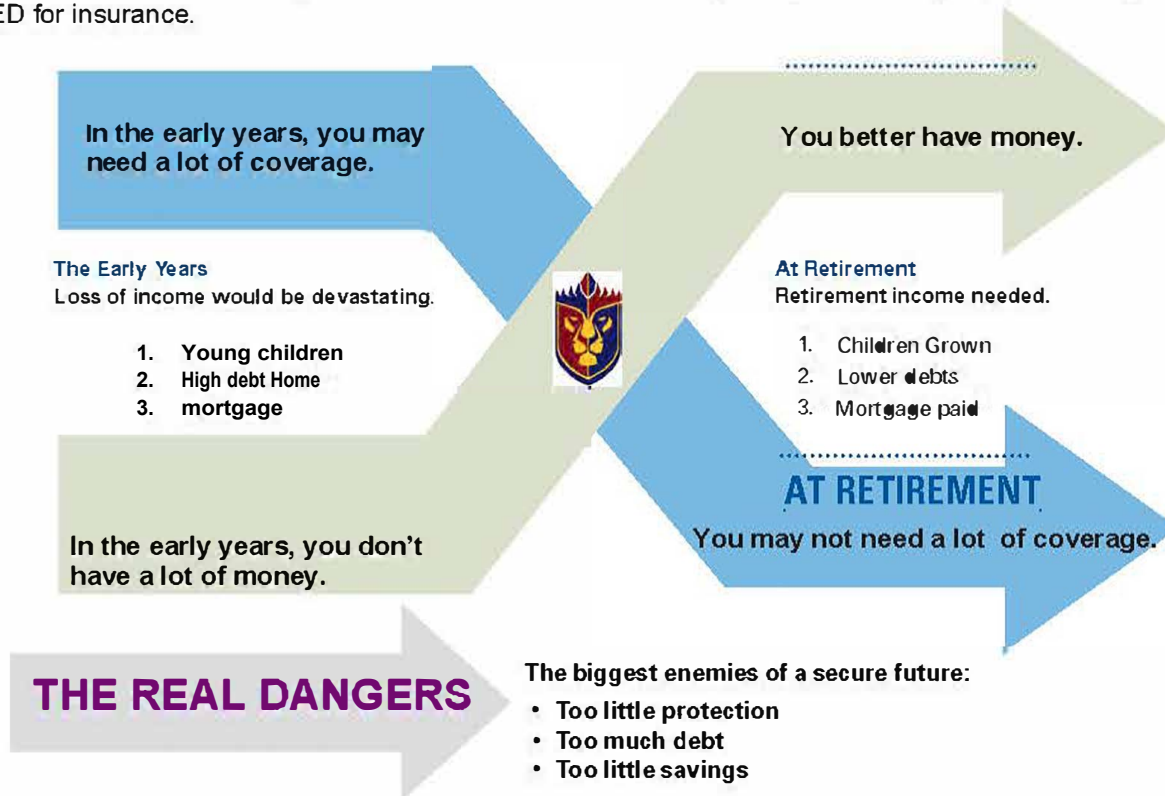 ED for insurance.
In the early years, you may
need a lot of coverage.
You better have money.
The Early Years
Loss of income would be devastating.
1. Young children
2. High debt Home
3. mortgage
At Retirement
Retirement income needed.
1. Children Grown
2. Lower debts
3. Mortgage paid
In the early years, you don't
have a lot of money.
AT RETIREMENT
You may not need a lot of coverage.
THE REAL DANGERS
The biggest enemies of a secure future:
• Too little protection
• Too much debt
• Too little savings